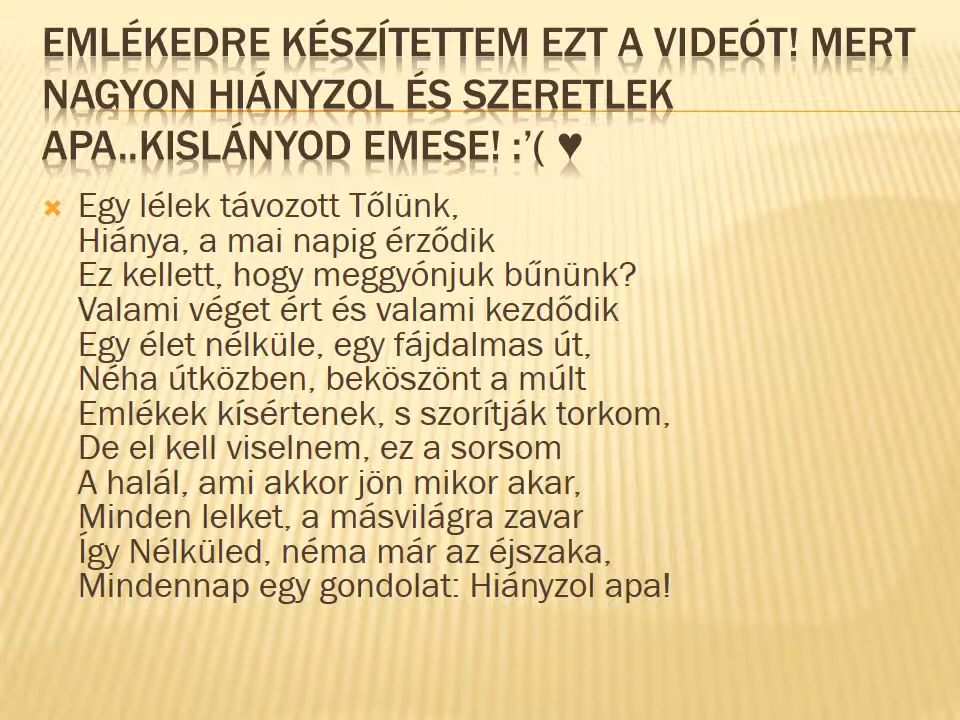 EMLÉKEDRE KÉSZÍTETTEM EZT A VIDEÓT! MERT
NAGYON HIÁNYZOL ÉS SZERETLEK
APA..KISLÁNYOD EMESE! :’( ♥
Egy lélek távozott Tőlünk,
Hiánya, a mai napig érződik
Ez kellett, hogy meggyónjuk bűnünk?
Valami véget ért és valami kezdődik
Egy élet nélküle, egy fájdalmas út,
Néha útközben, beköszönt a múlt
Emlékek kísértenek, s szorítják torkom,
De el kell viselnem, ez a sorsom
A halál, ami akkor jön mikor akar,
Minden lelket, a másvilágra zavar
Így Nélküled, néma már az éjszaka,
Mindennap egy gondolat: Hiányzol apa!